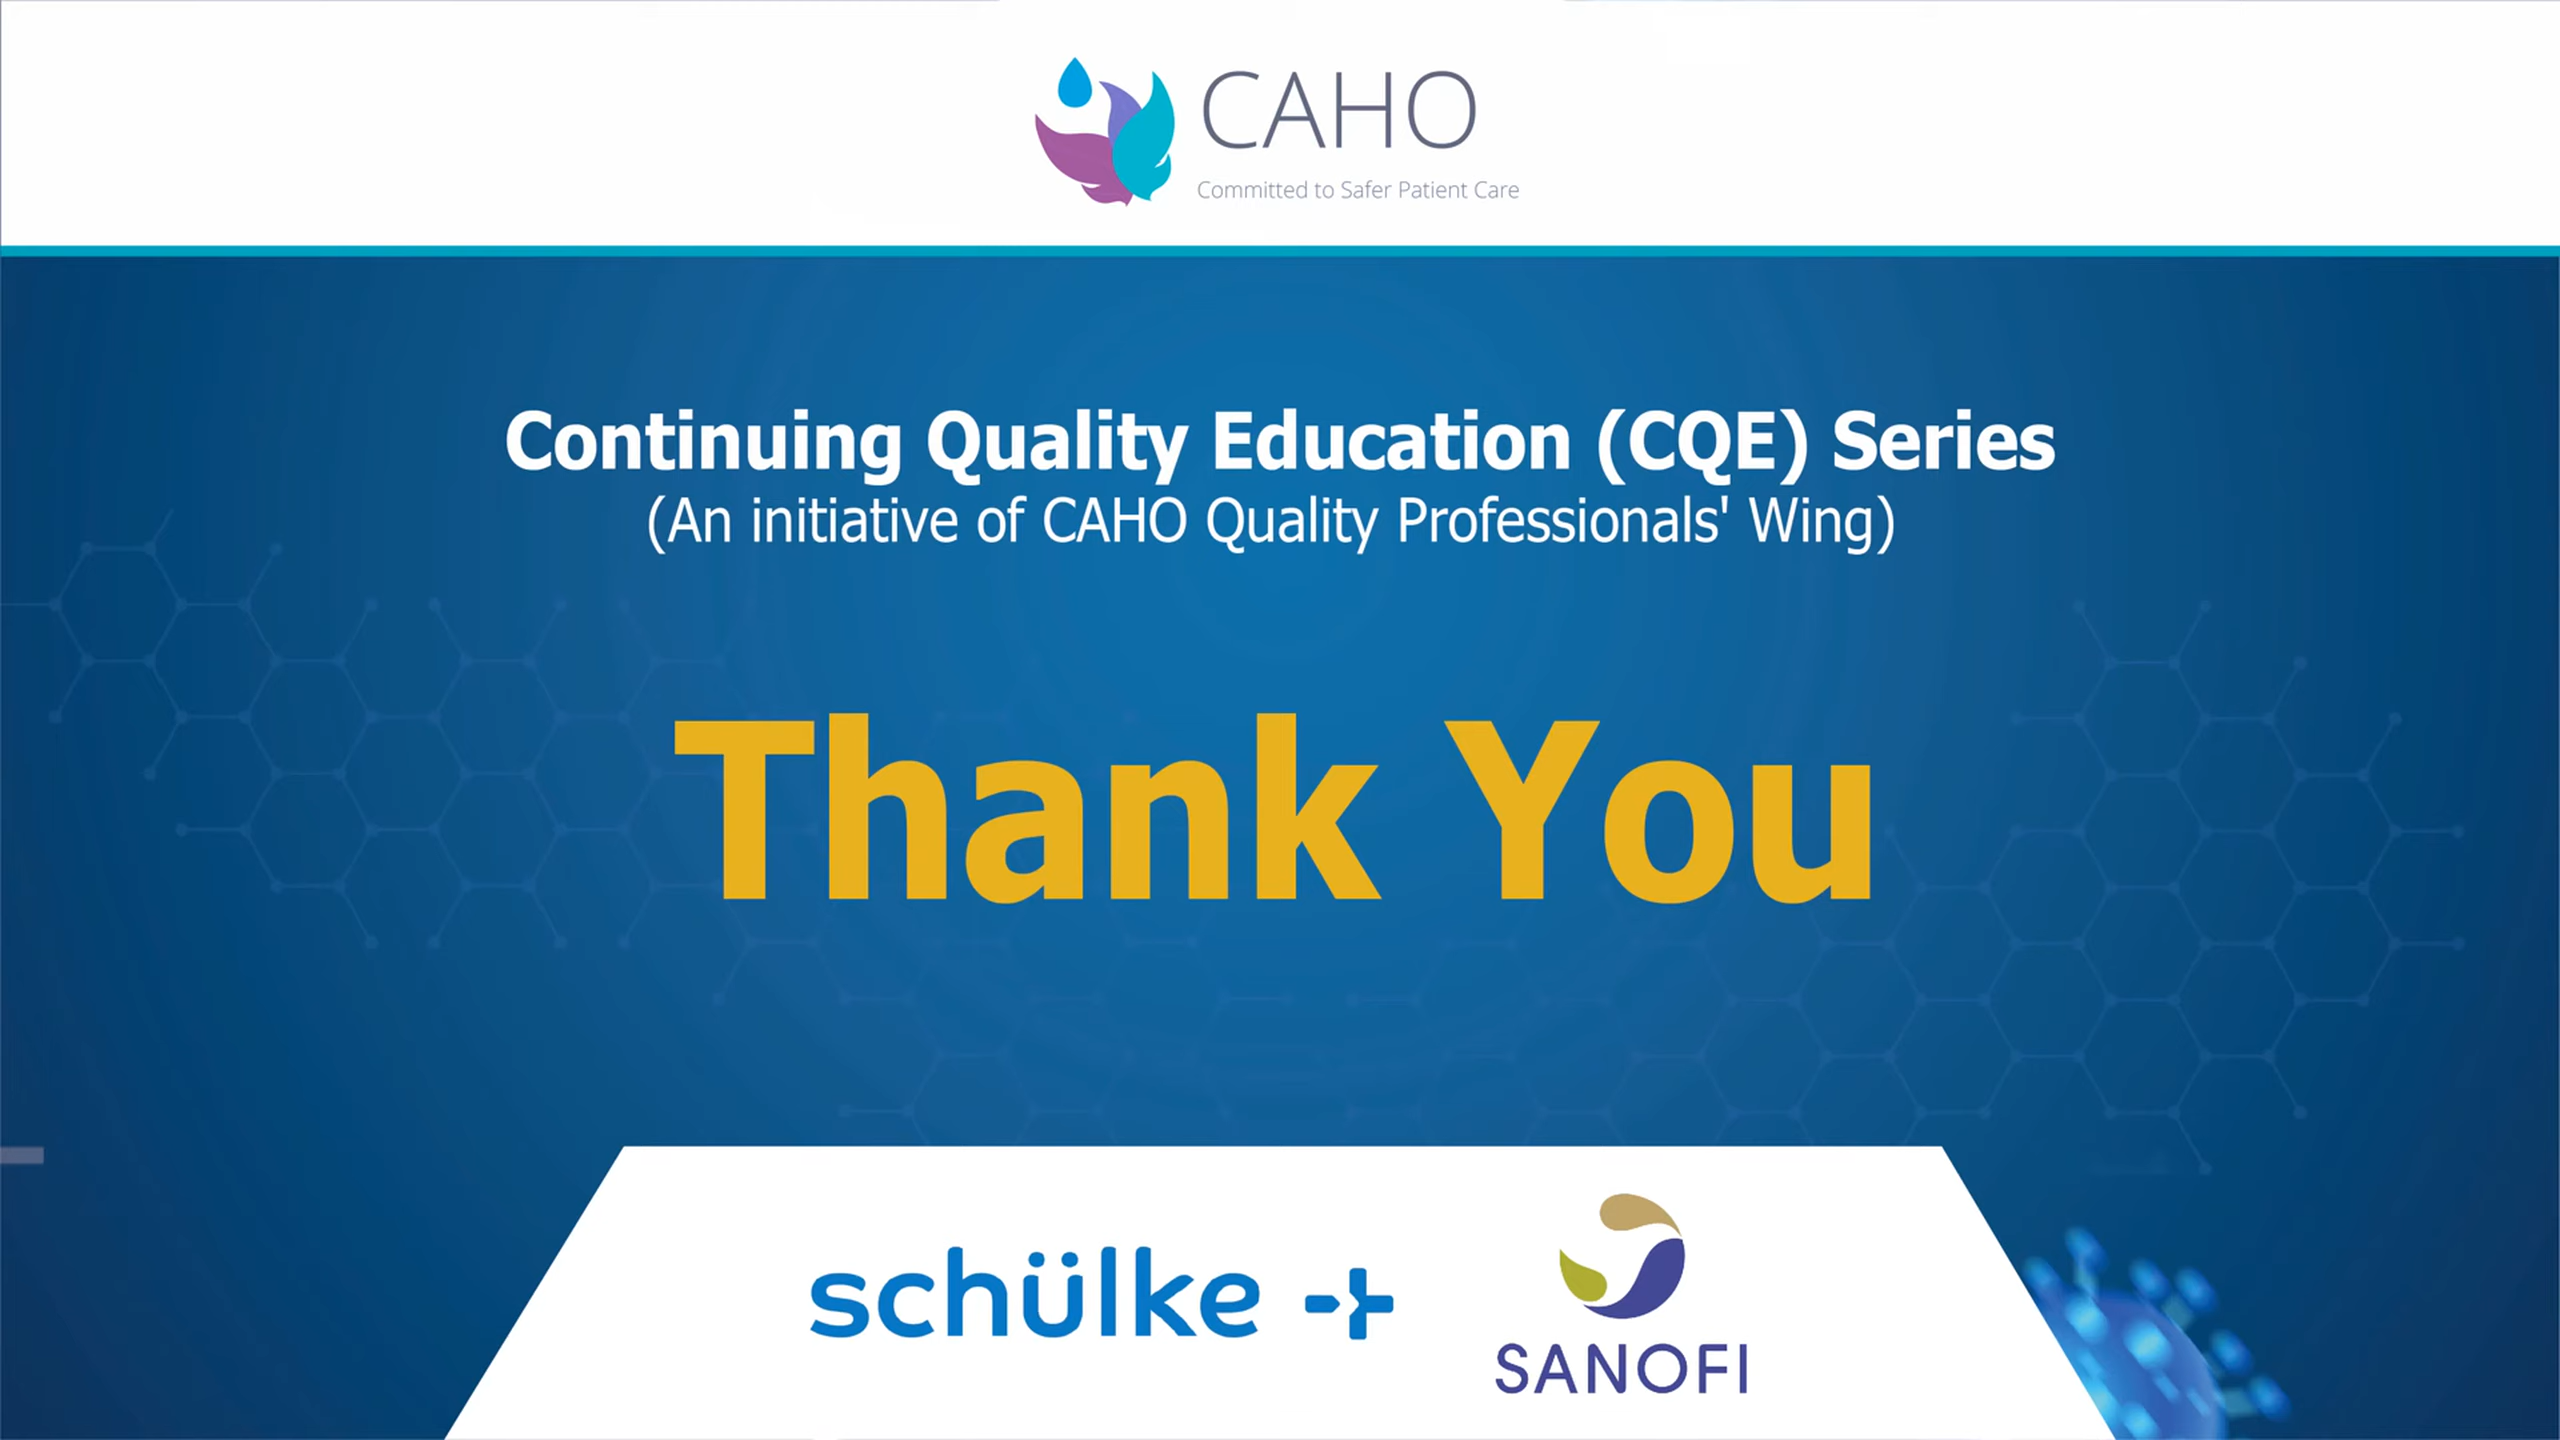 CAHO
Committed to Safer Patient Care
Continuing Quality Education (CQE) Series
(An initiative of CAHO Quality Professionals' Wing)
Thank You
schülke
SANOFI